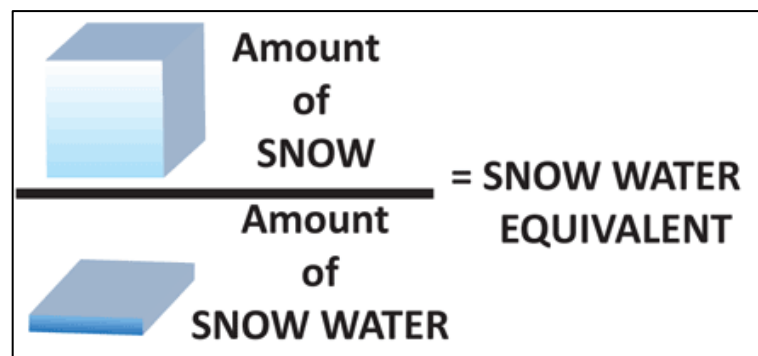 Amount
of
SNOW
= SNOW WATER
EQUIVALENT
Amount
of
SNOW WATER